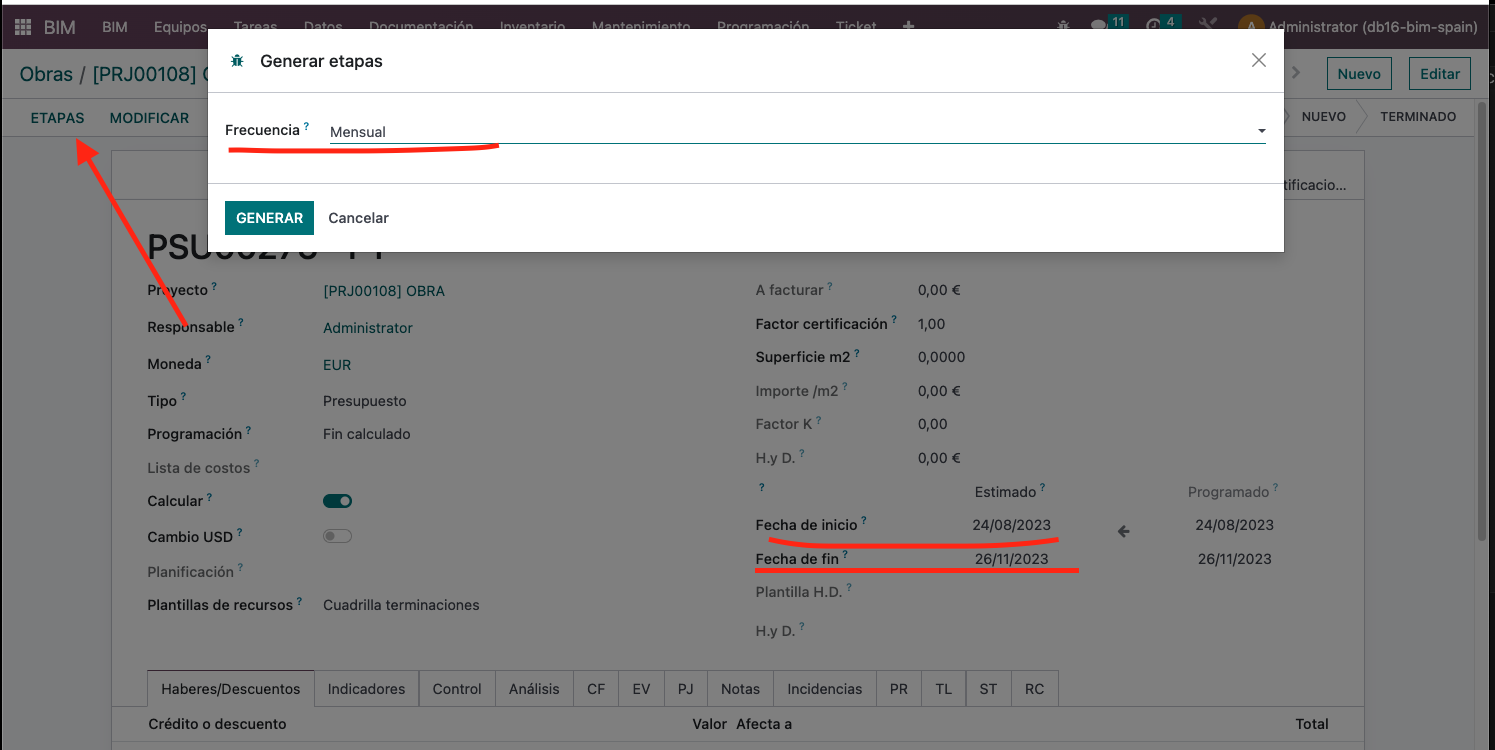 BIM BIM Equipos Tareas Datos Documentación Inventario Mantenimiento Programación Ticket + 11 4 A Administrator (db16-bim-spain)
Generar etapas
Obras / [PRJ00108] Nuevo Editar
ETAPAS MODIFICAR NUEVO TERMINADO
Frecuencia ? Mensual
tificacio...
GENERAR Cancelar
Proyecto ? [PRJ00108] OBRA
A facturar ? 0,00 €
Responsable ? Administrator
Factor certificación ? 1,00
Moneda ? EUR
Superficie m2 ? 0,0000
Importe /m2 ? 0,00 €
Tipo ? Presupuesto
Factor K ? 0,00
Programación ? Fin calculado
H.y D. ? 0,00 €
Lista de costos ?
? Estimado ? Programado ?
Calcular ?
Fecha de inicio ? 24/08/2023 24/08/2023
Cambio USD ?
Fecha de fin ? 26/11/2023 26/11/2023
Planificación ?
Plantilla H.D. ?
Plantillas de recursos ? Cuadrilla terminaciones
H.y D. ?
Haberes/Descuentos Indicadores Control Análisis CF EV PJ Notas Incidencias PR TL ST RC
Crédito o descuento Valor Afecta a Total